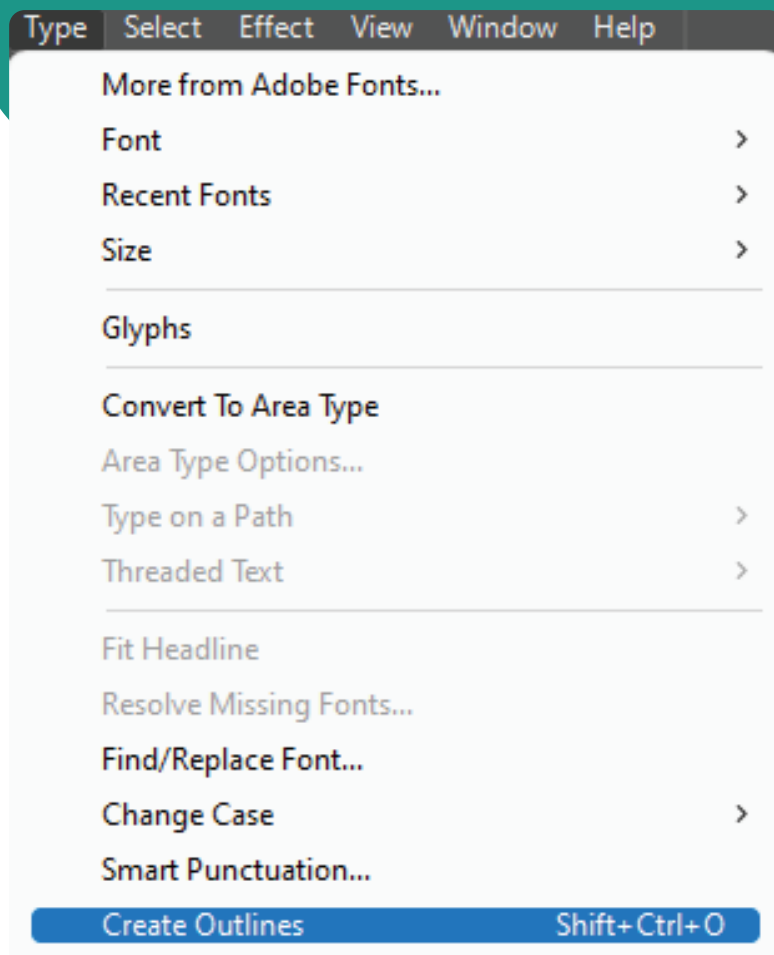 Type Select Effect View Window Help
More from Adobe Fonts...
Font
Recent Fonts
Size
Glyphs
Convert To Area Type
Area Type Options...
Type on a Path
Threaded Text
Fit Headline
Resolve Missing Fonts...
Find/Replace Font...
Change Case
Smart Punctuation...
Create Outlines Shift+Ctrl+O